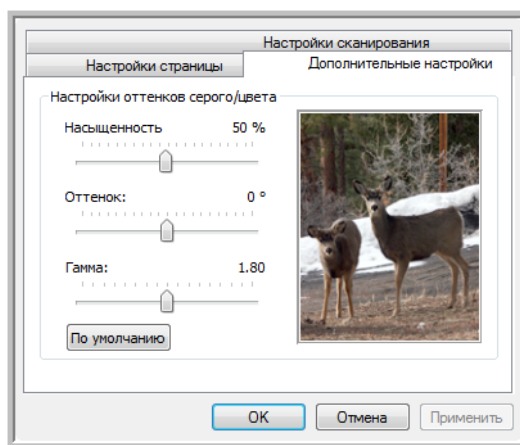 Настройки сканирования
Настройки страницы
Дополнительные настройки
Настройки оттенков серого/цвета
Насыщенность 50 %
Оттенок: 0 °
Гамма: 1.80
По умолчанию
OK Отмена Применить